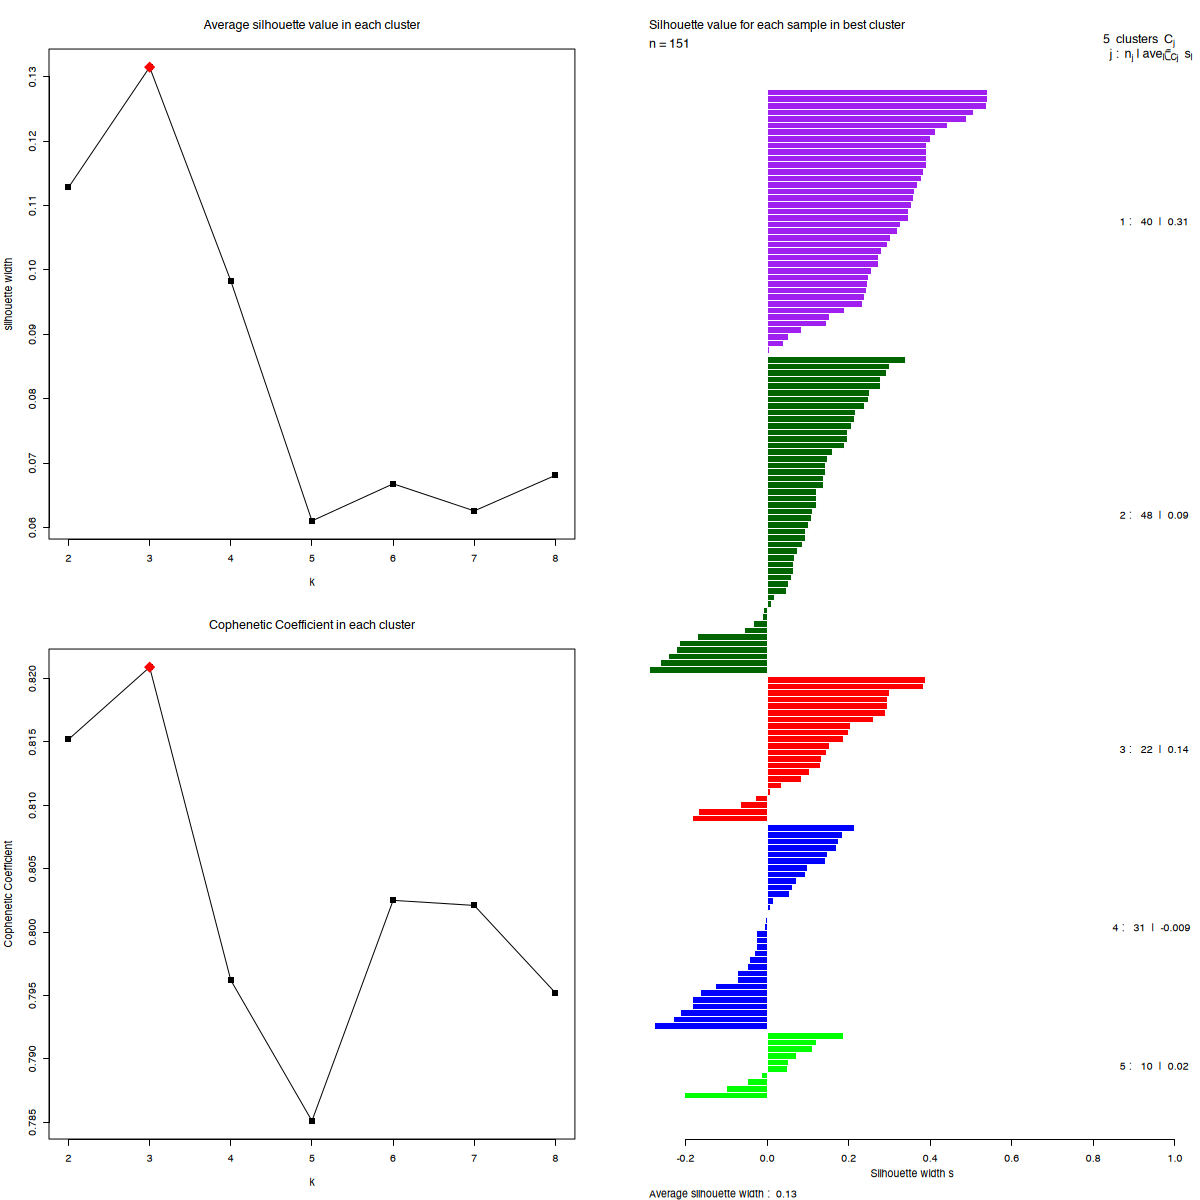 Average silhouette value in each cluster
silhouette width
0.13
0.12
0.11
0.10
0.09
0.08
0.07
0.06
2 3 4 5 6 7 8
k
Cophenetic Coefficient in each cluster
Cophenetic Coefficient
0.820
0.815
0.810
0.805
0.800
0.795
0.790
0.785
2 3 4 5 6 7 8
k
Silhouette value for each sample in best cluster
n = 151
5 clusters Cj
j : nj | ave i∈Cj si
1 : 40 | 0.31
2 : 48 | 0.09
3 : 22 | 0.14
4 : 31 | -0.009
5 : 10 | 0.02
-0.2 0.0 0.2 0.4 0.6 0.8 1.0
Silhouette width s
Average silhouette width : 0.13